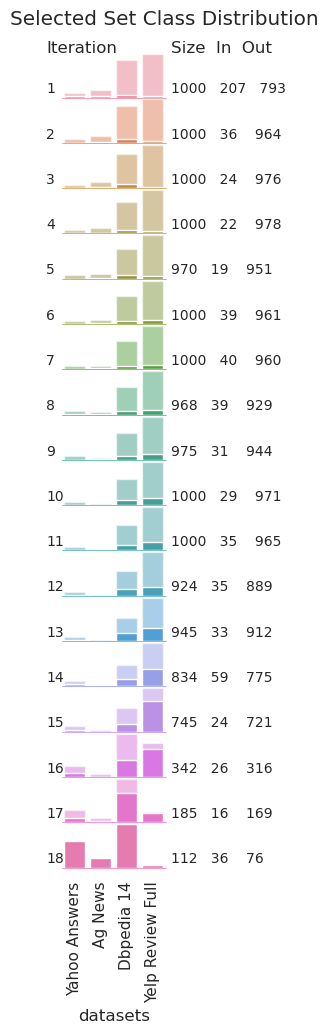 Selected Set Class Distribution
Iteration Size In Out
1 1000 207 793
2 1000 36 964
3 1000 24 976
4 1000 22 978
5 970 19 951
6 1000 39 961
7 1000 40 960
8 968 39 929
9 975 31 944
10 1000 29 971
11 1000 35 965
12 924 35 889
13 945 33 912
14 834 59 775
15 745 24 721
16 342 26 316
17 185 16 169
18 112 36 76
Yahoo Answers
Ag News
Dbpedia 14
Yelp Review Full
datasets